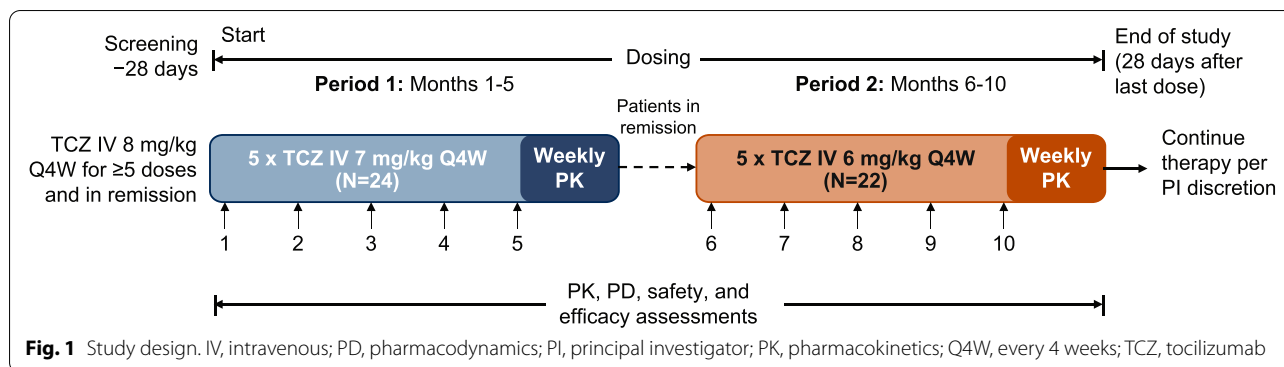 Screening
−28 days
Start
Dosing
End of study
(28 days after
last dose)
Period 1: Months 1-5
Period 2: Months 6-10
Patients in
remission
TCZ IV 8 mg/kg
Q4W for ≥5 doses
and in remission
5 x TCZ IV 7 mg/kg Q4W
(N=24)
Weekly
PK
5 x TCZ IV 6 mg/kg Q4W
(N=22)
Weekly
PK
Continue
therapy per
PI discretion
1 2 3 4 5 6 7 8 9 10
PK, PD, safety, and
efficacy assessments
Fig. 1 Study design. IV, intravenous; PD, pharmacodynamics; PI, principal investigator; PK, pharmacokinetics; Q4W, every 4 weeks; TCZ, tocilizumab